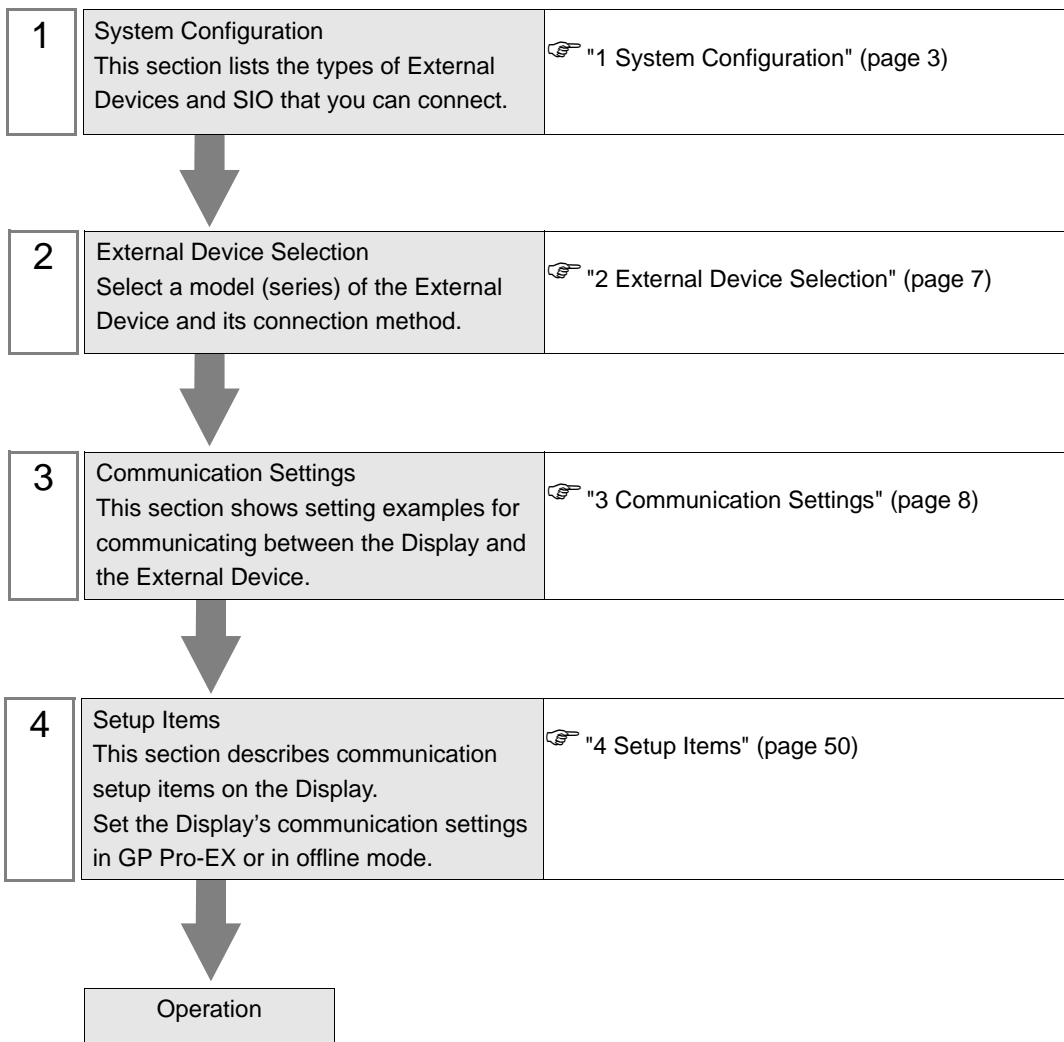 1
System Configuration
This section lists the types of External
Devices and SIO that you can connect.
"1 System Configuration" (page 3)
2
External Device Selection
Select a model (series) of the External
Device and its connection method.
"2 External Device Selection" (page 7)
3
Communication Settings
This section shows setting examples for
communicating between the Display and
the External Device.
"3 Communication Settings" (page 8)
4
Setup Items
This section describes communication
setup items on the Display.
Set the Display's communication settings
in GP Pro-EX or in offline mode.
"4 Setup Items" (page 50)
Operation